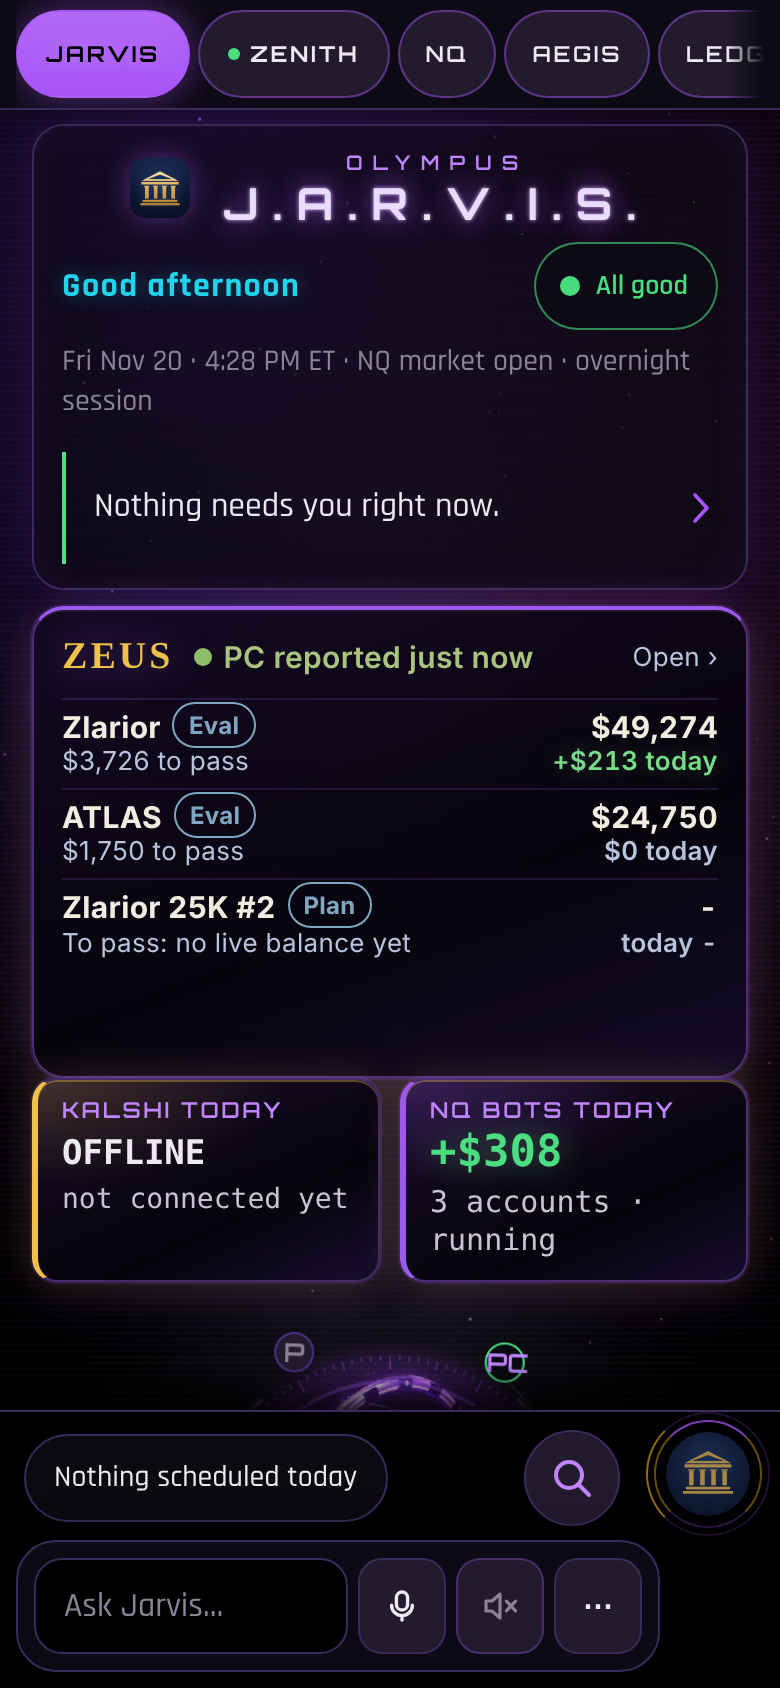 JARVIS
ZENITH
NQ
AEGIS
LEDG
OLYMPUS
J.A.R.V.I.S.
Good afternoon
All good
Fri Nov 20 · 4:28 PM ET · NQ market open · overnight
session
Nothing needs you right now.
ZEUS
PC reported just now
Open ›
Zlarior Eval
$49,274
$3,726 to pass
+$213 today
ATLAS Eval
$24,750
$1,750 to pass
$0 today
Zlarior 25K #2 Plan
-
To pass: no live balance yet
today -
KALSHI TODAY
OFFLINE
not connected yet
NQ BOTS TODAY
+$308
3 accounts ·
running
P
PC
Nothing scheduled today
Ask Jarvis...